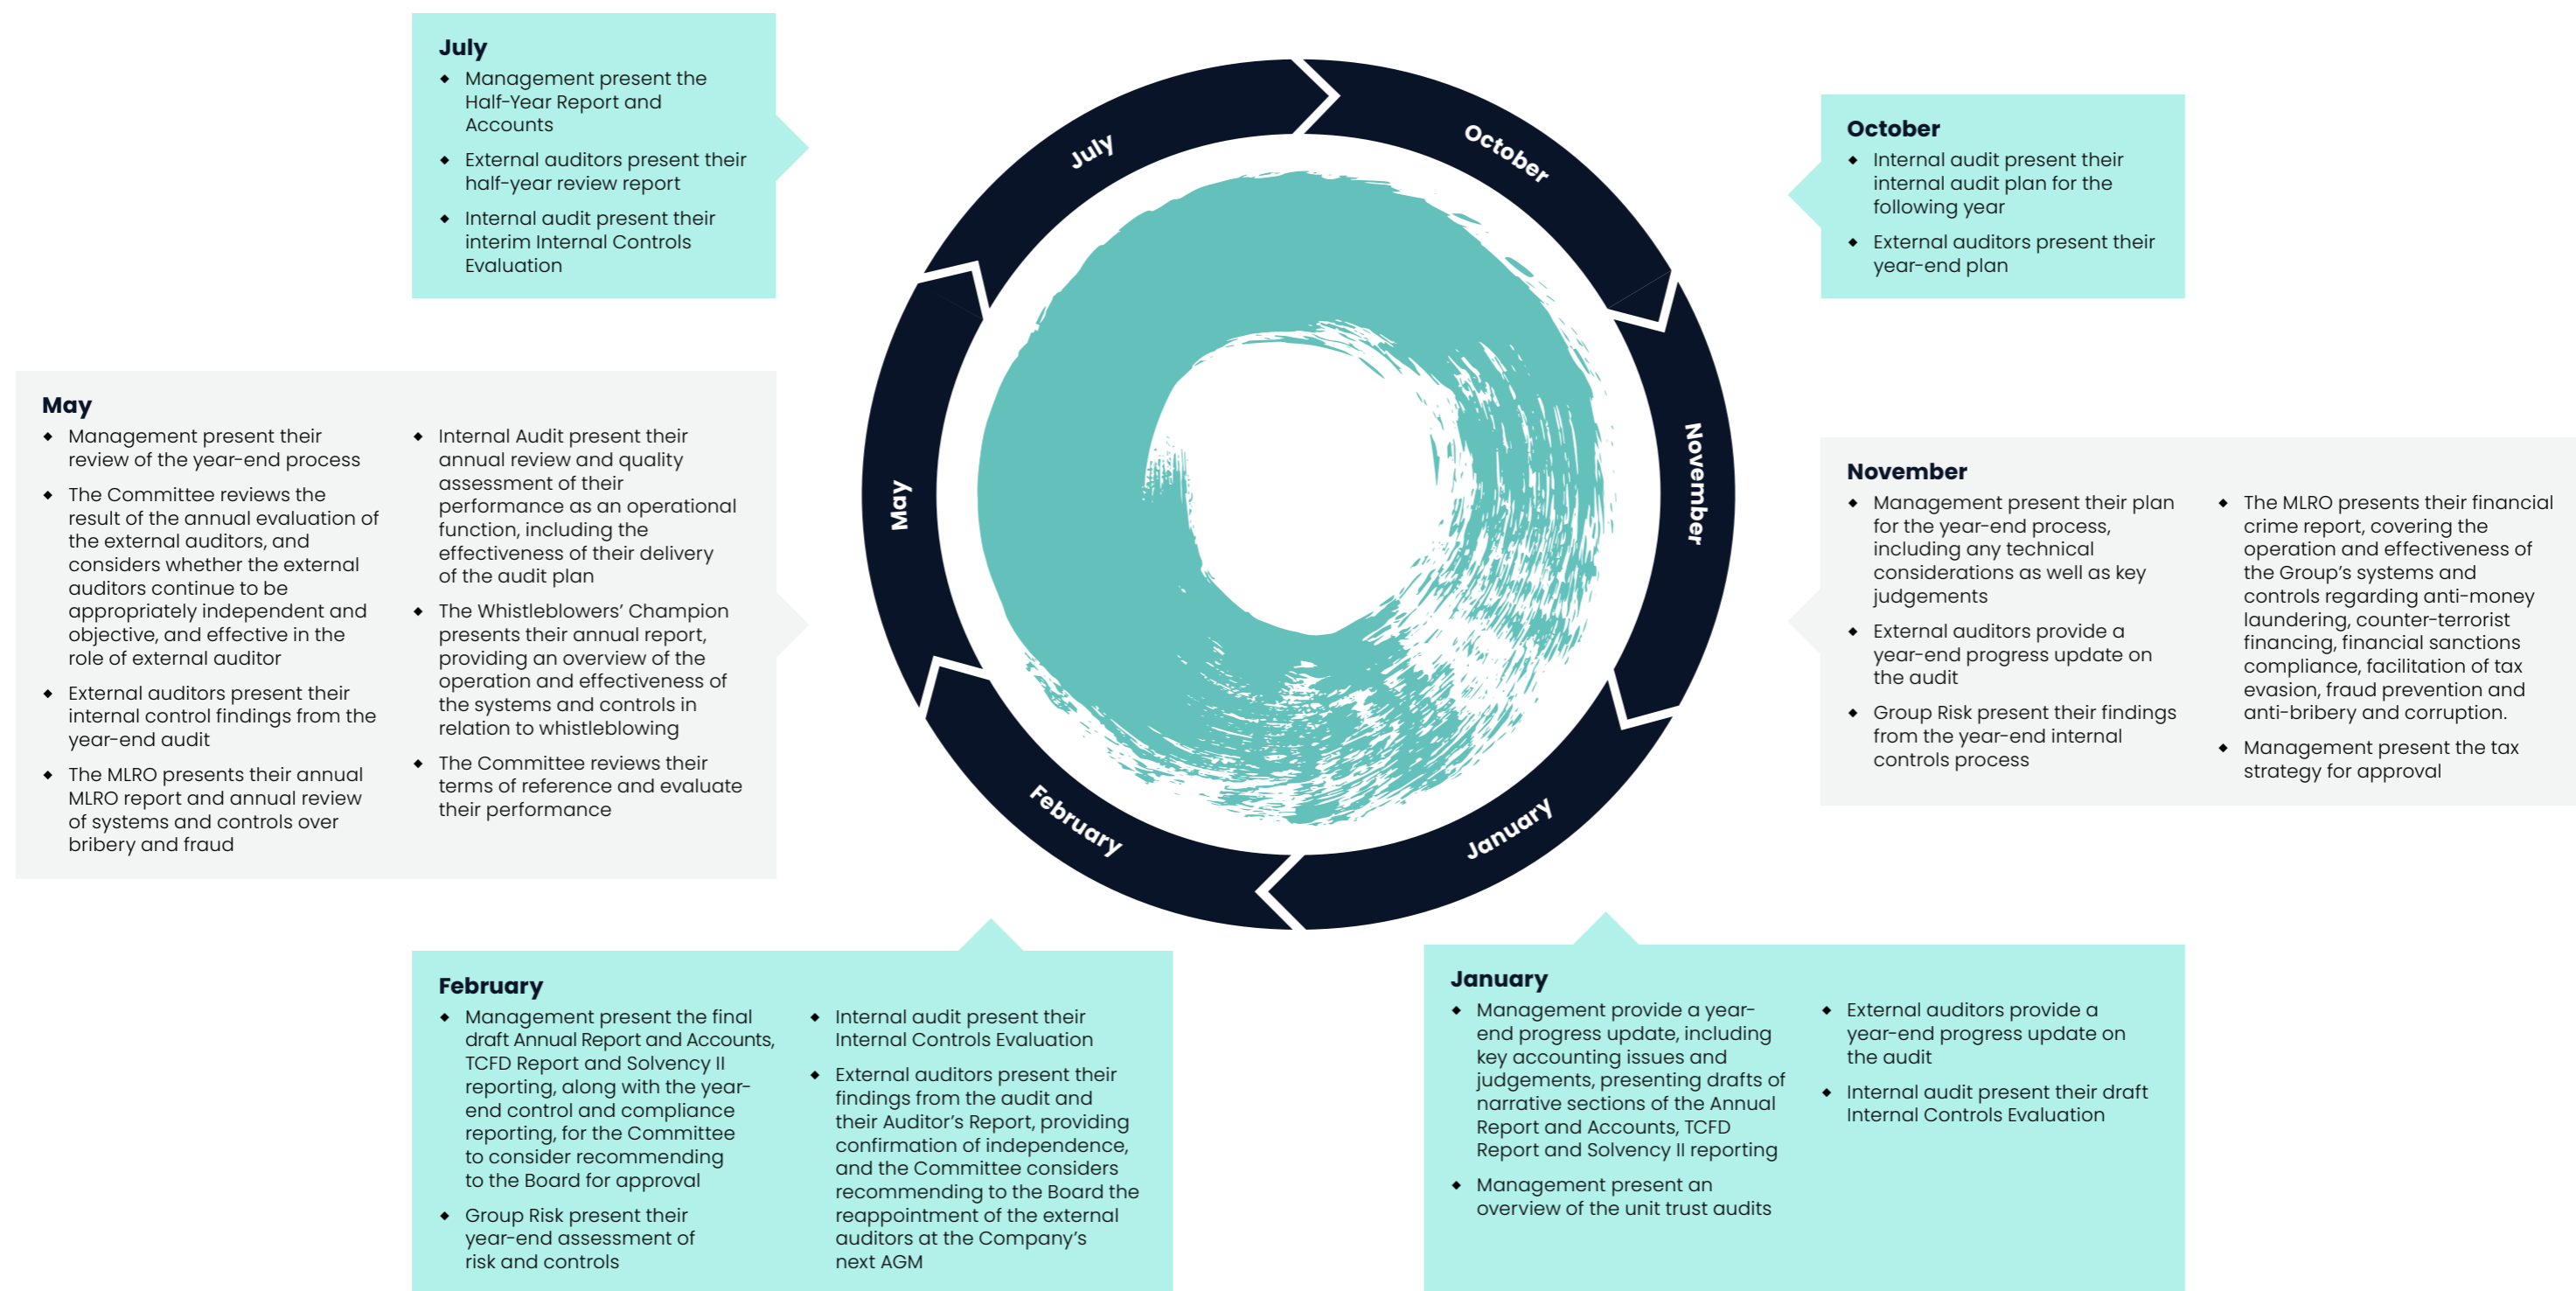 July
Management present the
Half-Year Report and
Accounts
External auditors present their
half-year review report
Internal audit present their
interim Internal Controls
Evaluation
October
Internal audit present their
internal audit plan for the
following year
External auditors present their
year-end plan
July
October
November
January
February
May
May
Management present their
review of the year-end process
The Committee reviews the
result of the annual evaluation of
the external auditors, and
considers whether the external
auditors continue to be
appropriately independent and
objective, and effective in the
role of external auditor
External auditors present their
internal control findings from the
year-end audit
The MLRO presents their annual
MLRO report and annual review
of systems and controls over
bribery and fraud
Internal Audit present their
annual review and quality
assessment of their
performance as an operational
function, including the
effectiveness of their delivery
of the audit plan
The Whistleblowers’ Champion
presents their annual report,
providing an overview of the
operation and effectiveness of
the systems and controls in
relation to whistleblowing
The Committee reviews their
terms of reference and evaluate
their performance
November
Management present their plan
for the year-end process,
including any technical
considerations as well as key
judgements
External auditors provide a
year-end progress update on
the audit
Group Risk present their findings
from the year-end internal
controls process
The MLRO presents their financial
crime report, covering the
operation and effectiveness of
the Group’s systems and
controls regarding anti-money
laundering, counter-terrorist
financing, financial sanctions
compliance, facilitation of tax
evasion, fraud prevention and
anti-bribery and corruption.
Management present the tax
strategy for approval
February
Management present the final
draft Annual Report and Accounts,
TCFD Report and Solvency II
reporting, along with the year-
end control and compliance
reporting, for the Committee
to consider recommending
to the Board for approval
Group Risk present their
year-end assessment of
risk and controls
Internal audit present their
Internal Controls Evaluation
External auditors present their
findings from the audit and
their Auditor’s Report, providing
confirmation of independence,
and the Committee considers
recommending to the Board the
reappointment of the external
auditors at the Company’s
next AGM
January
Management provide a year-
end progress update, including
key accounting issues and
judgements, presenting drafts of
narrative sections of the Annual
Report and Accounts, TCFD
Report and Solvency II reporting
Management present an
overview of the unit trust audits
External auditors provide a
year-end progress update on
the audit
Internal audit present their draft
Internal Controls Evaluation